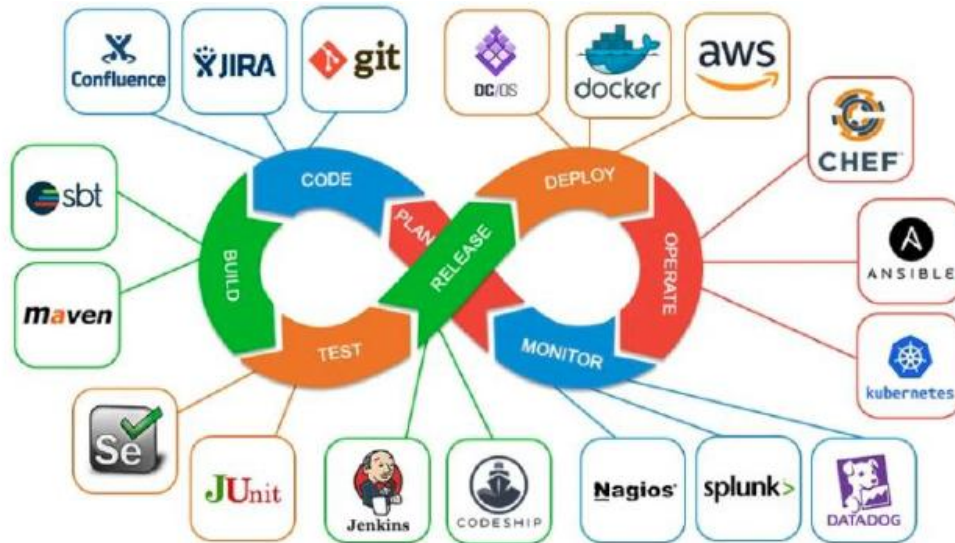 Confluence
JIRA
git
DC/OS
docker
aws
CHEF
sbt
CODE
PLAN
RELEASE
DEPLOY
BUILD
OPERATE
ANSIBLE
maven
TEST
MONITOR
kubernetes
Se
JUnit
Jenkins
CODESHIP
Nagios®
splunk>
DATADOG